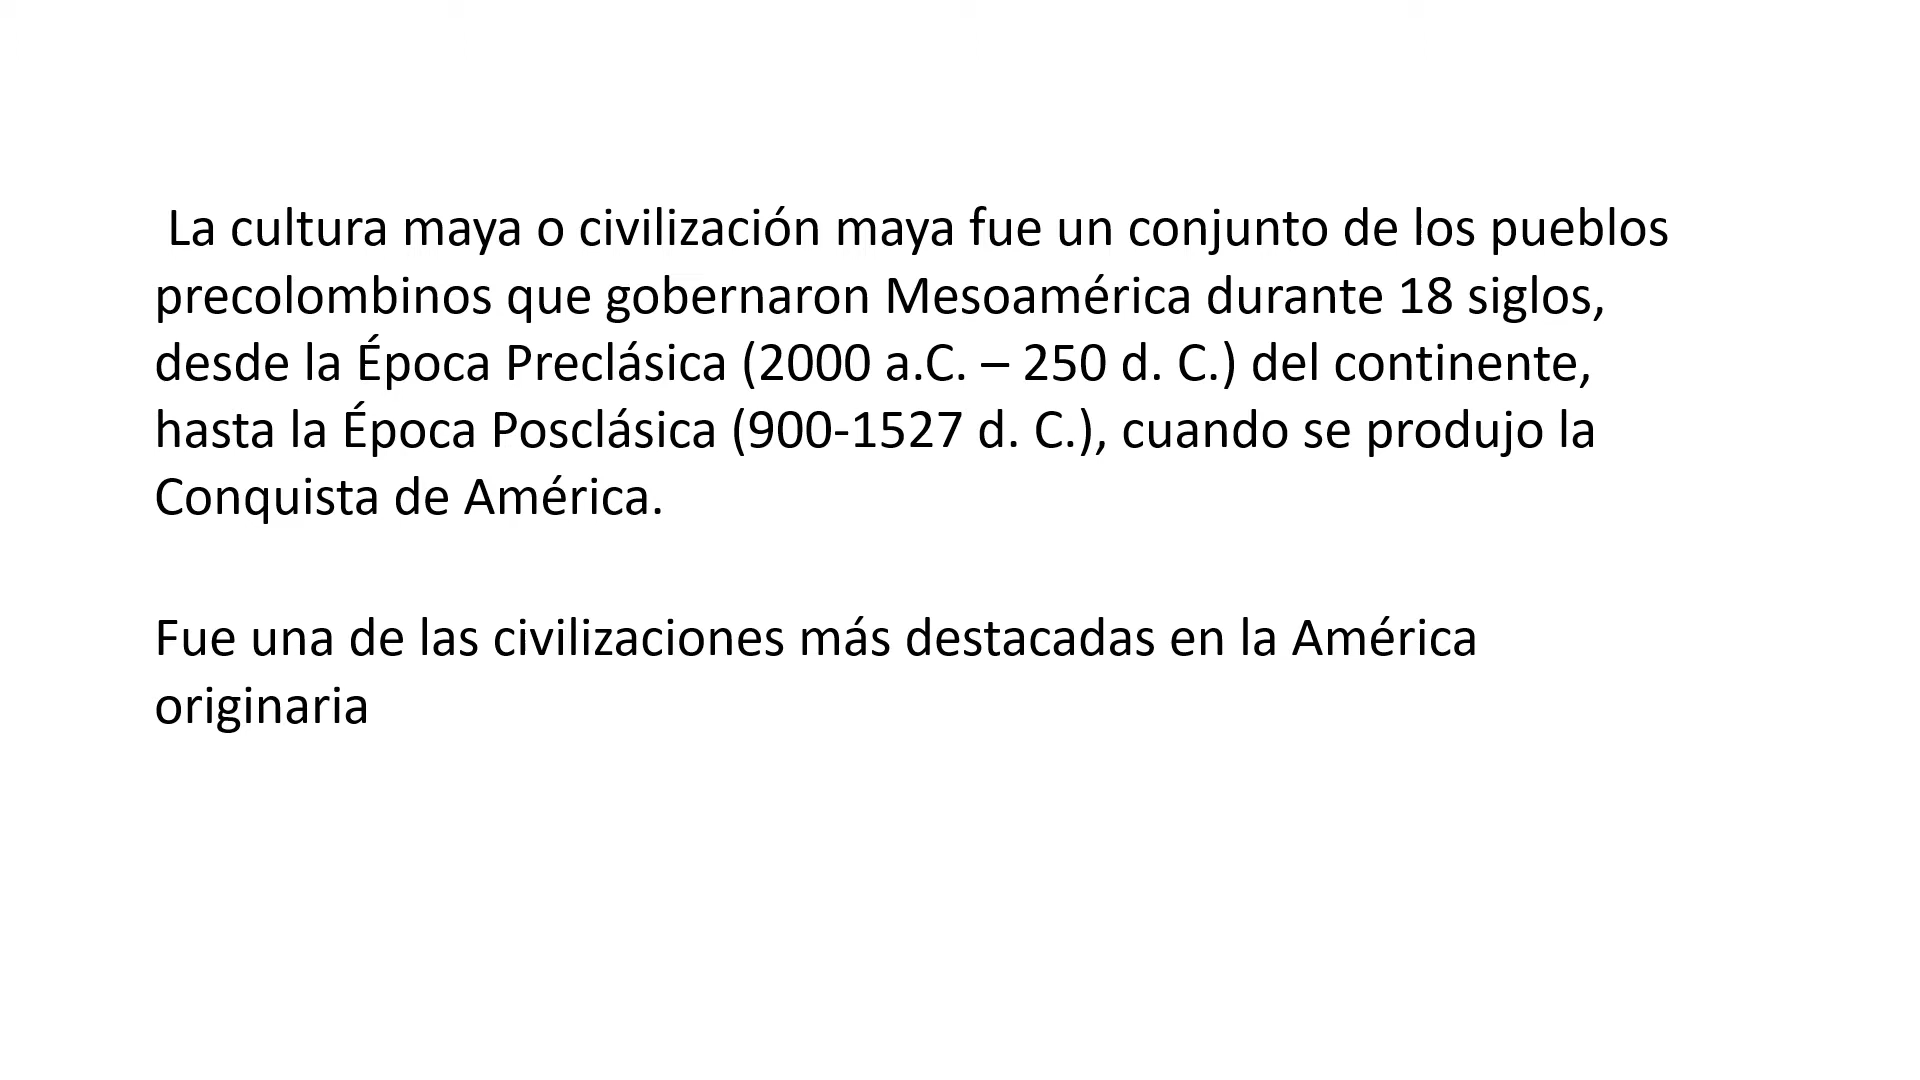 La cultura maya o civilización maya fue un conjunto de los pueblos
precolombinos que gobernaron Mesoamérica durante 18 siglos,
desde la Época Preclásica (2000 a.C. – 250 d. C.) del continente,
hasta la Época Posclásica (900-1527 d. C.), cuando se produjo la
Conquista de América.
Fue una de las civilizaciones más destacadas en la América
originaria